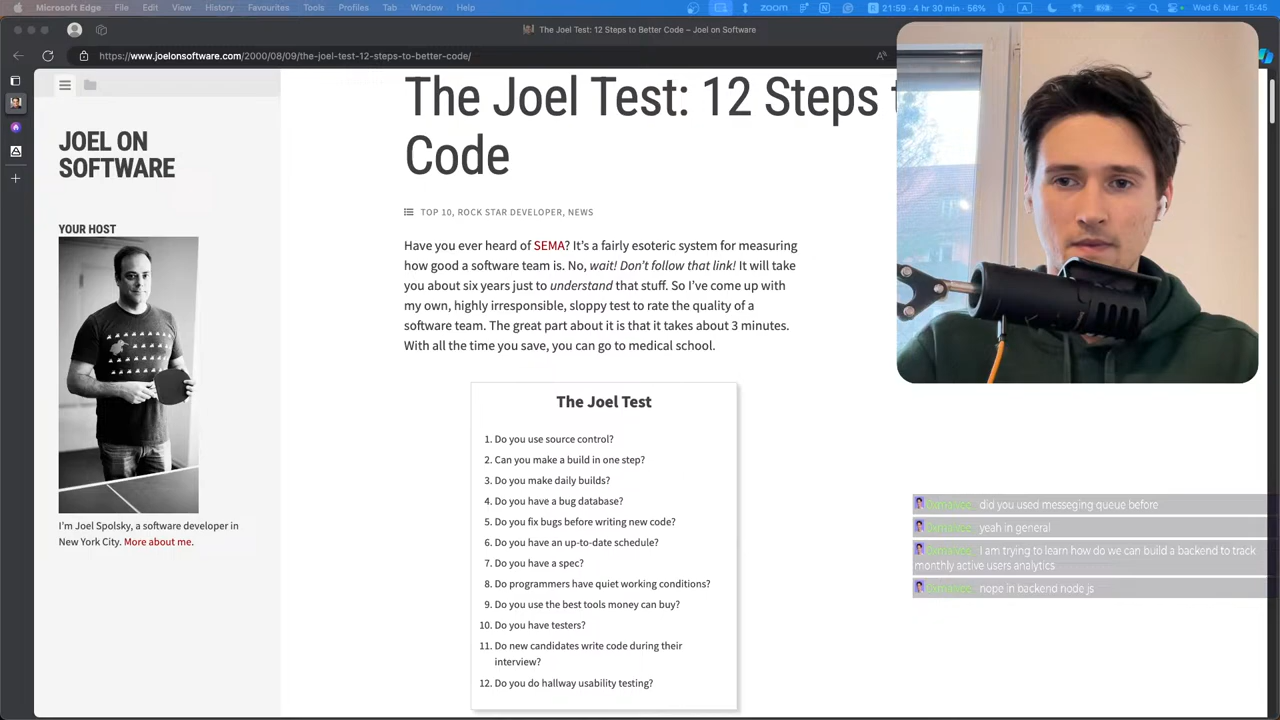 Microsoft Edge File Edit View History Favourites Tools Profiles Tab Window Help 21:59 - 4 h 30 min - 56% Wed 6. Mar 15:45
The Joel Test: 12 Steps to Better Code – Joel on Software
https://www.joelonsoftware.com/2000/08/09/the-joel-test-12-steps-to-better-code/
The Joel Test: 12 Steps
Code
JOEL ON
SOFTWARE
TOP 10, ROCK STAR DEVELOPER, NEWS
YOUR HOST
Have you ever heard of SEMA? It's a fairly esoteric system for measuring
how good a software team is. No, wait! Don't follow that link! It will take
you about six years just to understand that stuff. So I've come up with
my own, highly irresponsible, sloppy test to rate the quality of a
software team. The great part about it is that it takes about 3 minutes.
With all the time you save, you can go to medical school.
I'm Joel Spolsky, a software developer in
New York City. More about me.
The Joel Test
1. Do you use source control?
2. Can you make a build in one step?
3. Do you make daily builds?
4. Do you have a bug database?
5. Do you fix bugs before writing new code?
6. Do you have an up-to-date schedule?
7. Do you have a spec?
8. Do programmers have quiet working conditions?
9. Do you use the best tools money can buy?
10. Do you have testers?
11. Do new candidates write code during their
interview?
12. Do you do hallway usability testing?
did you used messeging queue before
yeah in general
I am trying to learn how do we can build a backend to track
monthly active users analytics
nope in backend node js